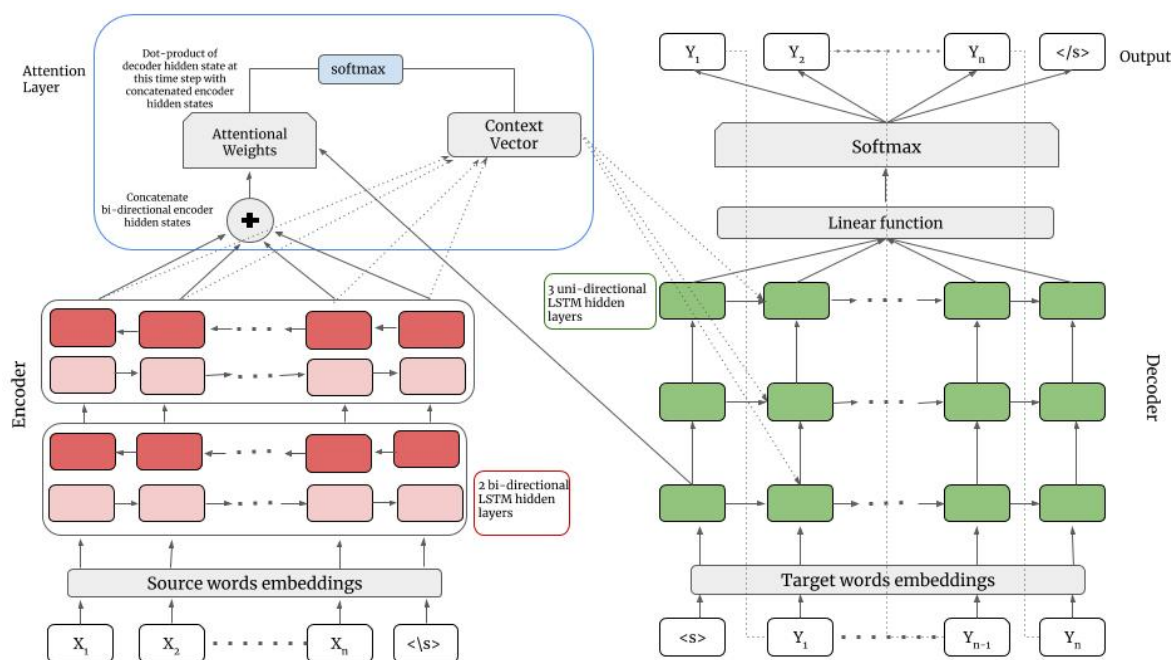 Attention
Layer
Dot-product of
decoder hidden state at
this time step with
concatenated encoder
hidden states
softmax
Attentional
Weights
Context
Vector
Concatenate
bi-directional encoder
hidden states
Encoder
2 bi-directional
LSTM hidden
layers
Source words embeddings
X1 X2 Xn <\s>
Y1 Y2 Yn </s>
Output
Softmax
Linear function
3 uni-directional
LSTM hidden
layers
Decoder
Target words embeddings
<s> Y1 Yn-1 Yn